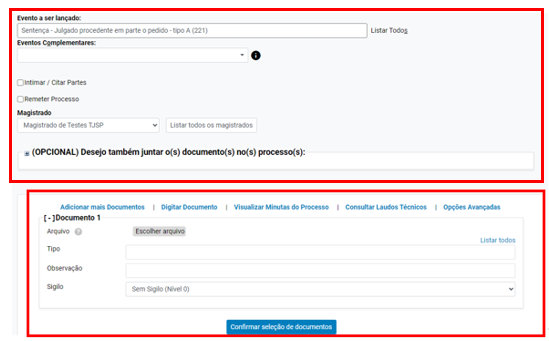 Evento a ser lançado:
Sentença - Julgado procedente em parte o pedido - tipo A (221)
Listar Todos
Eventos Complementares:
Intimar / Citar Partes
Remeter Processo
Magistrado
Magistrado de Testes TJSP
Listar todos os magistrados
(OPCIONAL) Desejo também juntar o(s) documento(s) no(s) processo(s):
Adicionar mais Documentos | Digitar Documento | Visualizar Minutas do Processo | Consultar Laudos Técnicos | Opções Avançadas
[ - ]Documento 1
Arquivo ? Escolher arquivo
Listar todos
Tipo
Observação
Sigilo Sem Sigilo (Nível 0)
Confirmar seleção de documentos